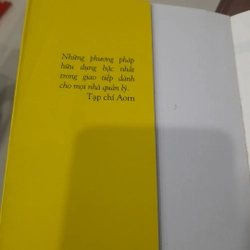 Những phương pháp
hữu dụng bậc nhất
trong giao tiếp dành
cho mọi nhà quản lý.
Tạp chí Aom